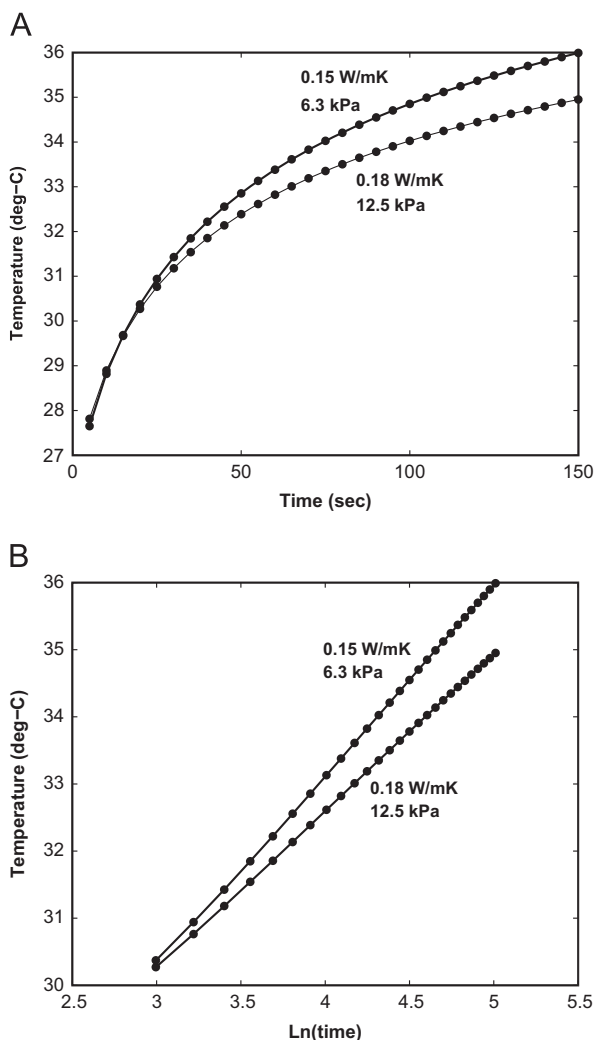 A
36
35
34
33
32
31
30
29
28
27
Temperature (deg−C)
0.15 W/mK
6.3 kPa
0.18 W/mK
12.5 kPa
0
50
100
150
Time (sec)
B
36
35
34
33
32
31
30
Temperature (deg−C)
0.15 W/mK
6.3 kPa
0.18 W/mK
12.5 kPa
2.5
3
3.5
4
4.5
5
5.5
Ln(time)